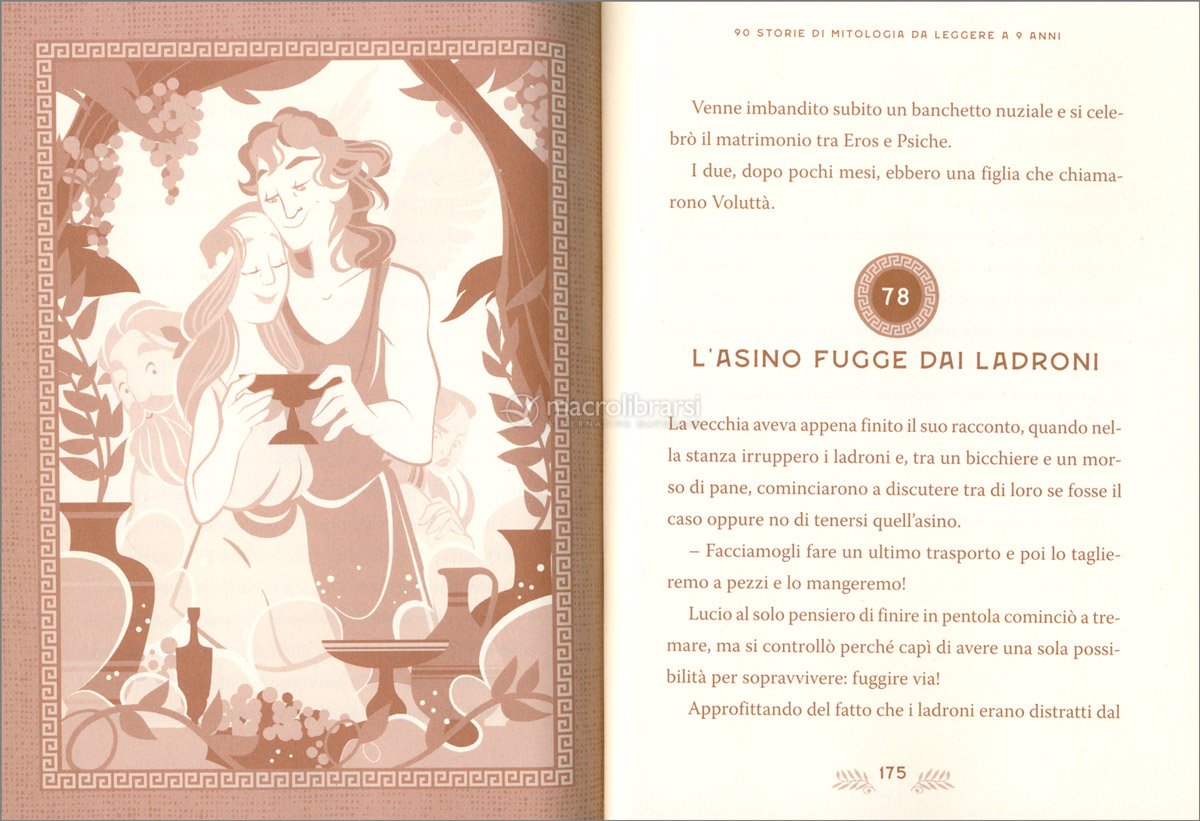 90 STORIE DI MITOLOGIA DA LEGGERE A 9 ANNI
Venne imbandito subito un banchetto nuziale e si cele-
brò il matrimonio tra Eros e Psiche.
I due, dopo pochi mesi, ebbero una figlia che chiama-
rono Voluttà.
78
L'ASINO FUGGE DAI LADRONI
macrolibrarsi
La vecchia aveva appena finito il suo racconto, quando nel-
la stanza irruppero i ladroni e, tra un bicchiere e un mor-
so di pane, cominciarono a discutere tra di loro se fosse il
caso oppure no di tenersi quell'asino.
– Facciamogli fare un ultimo trasporto e poi lo taglie-
remo a pezzi e lo mangeremo!
Lucio al solo pensiero di finire in pentola cominciò a tre-
mare, ma si controllò perché capì di avere una sola possi-
bilità per sopravvivere: fuggire via!
Approfittando del fatto che i ladroni erano distratti dal
175